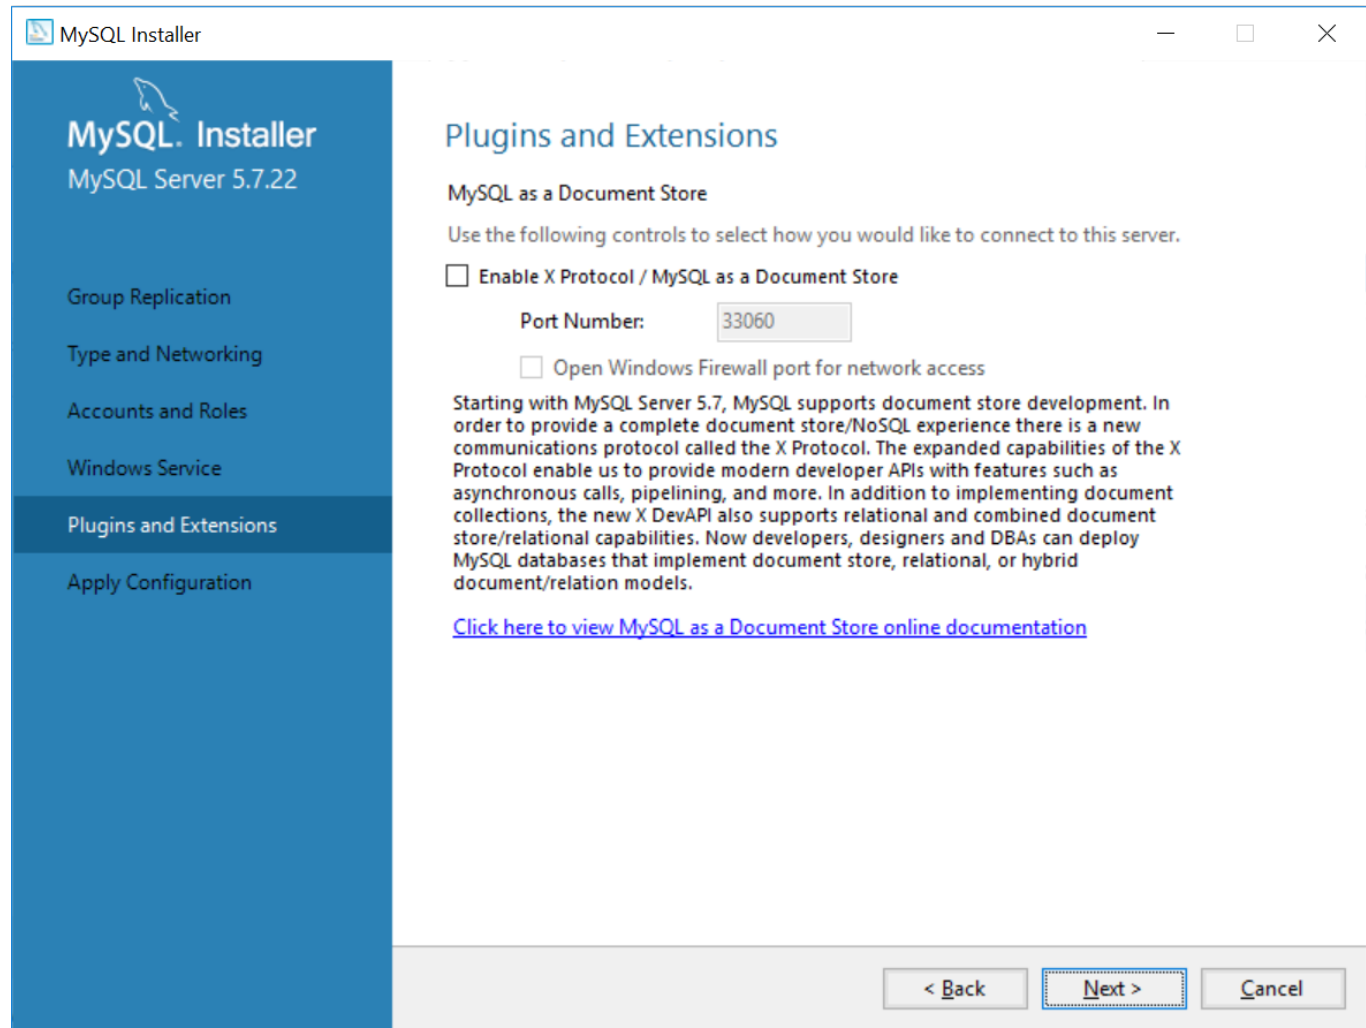 MySQL Installer
MySQL. Installer
MySQL Server 5.7.22
Group Replication
Type and Networking
Accounts and Roles
Windows Service
Plugins and Extensions
Apply Configuration
Plugins and Extensions
MySQL as a Document Store
Use the following controls to select how you would like to connect to this server.
Enable X Protocol / MySQL as a Document Store
Port Number: 33060
Open Windows Firewall port for network access
Starting with MySQL Server 5.7, MySQL supports document store development. In
order to provide a complete document store/NoSQL experience there is a new
communications protocol called the X Protocol. The expanded capabilities of the X
Protocol enable us to provide modern developer APIs with features such as
asynchronous calls, pipelining, and more. In addition to implementing document
collections, the new X DevAPI also supports relational and combined document
store/relational capabilities. Now developers, designers and DBAs can deploy
MySQL databases that implement document store, relational, or hybrid
document/relation models.
Click here to view MySQL as a Document Store online documentation
< Back
Next >
Cancel